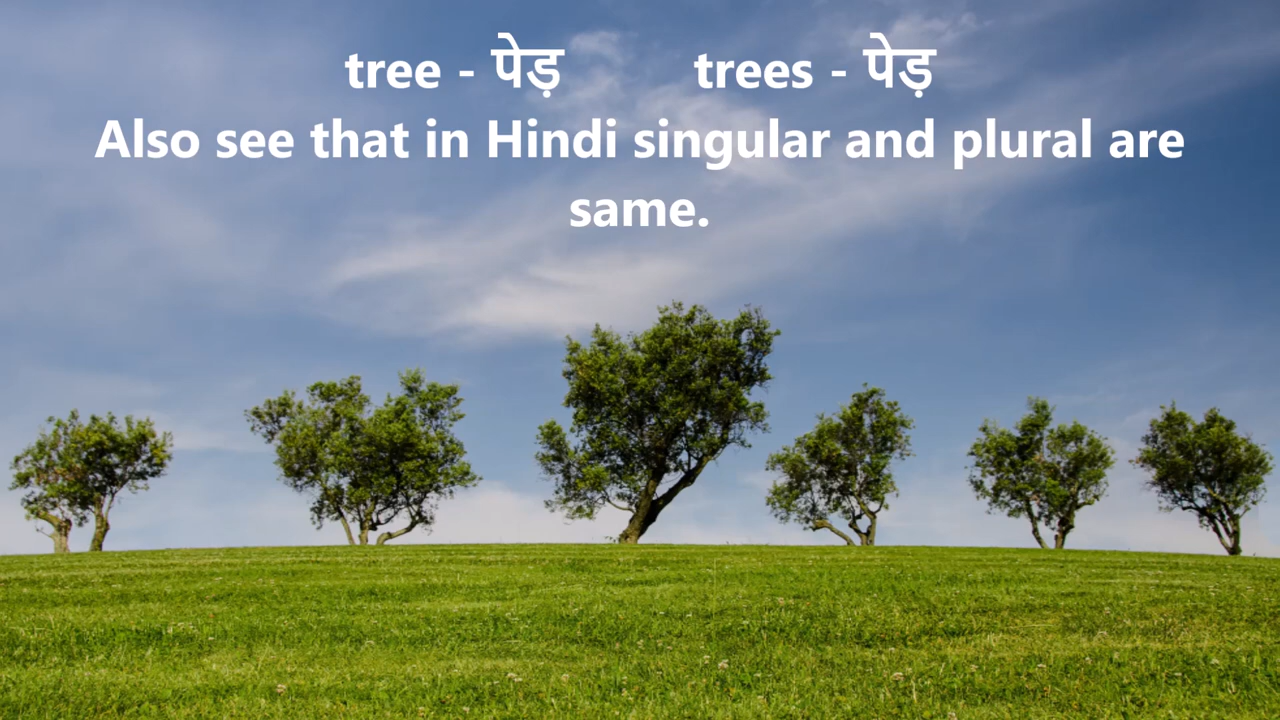 tree - पेड़ trees - पेड़
Also see that in Hindi singular and plural are
same.